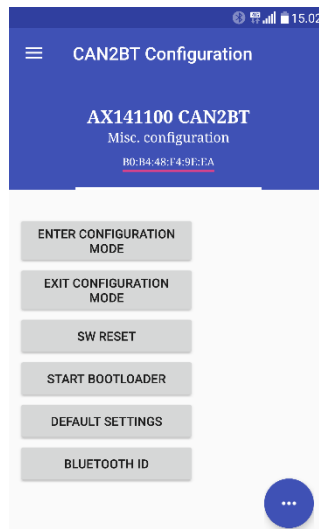 15.02
CAN2BT Configuration
AX141100 CAN2BT
Misc. configuration
B0:B4:48:F4:9E:EA
ENTER CONFIGURATION
MODE
EXIT CONFIGURATION
MODE
SW RESET
START BOOTLOADER
DEFAULT SETTINGS
BLUETOOTH ID